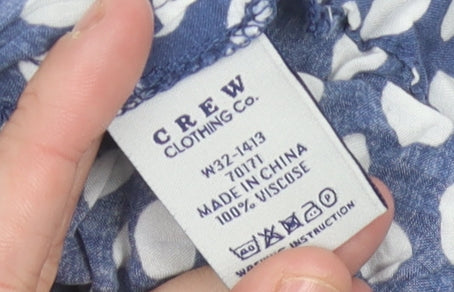 CREW
CLOTHING CO.
W32-1413
70171
MADE IN CHINA
100% VISCOSE
P
WASHING INSTRUCTION